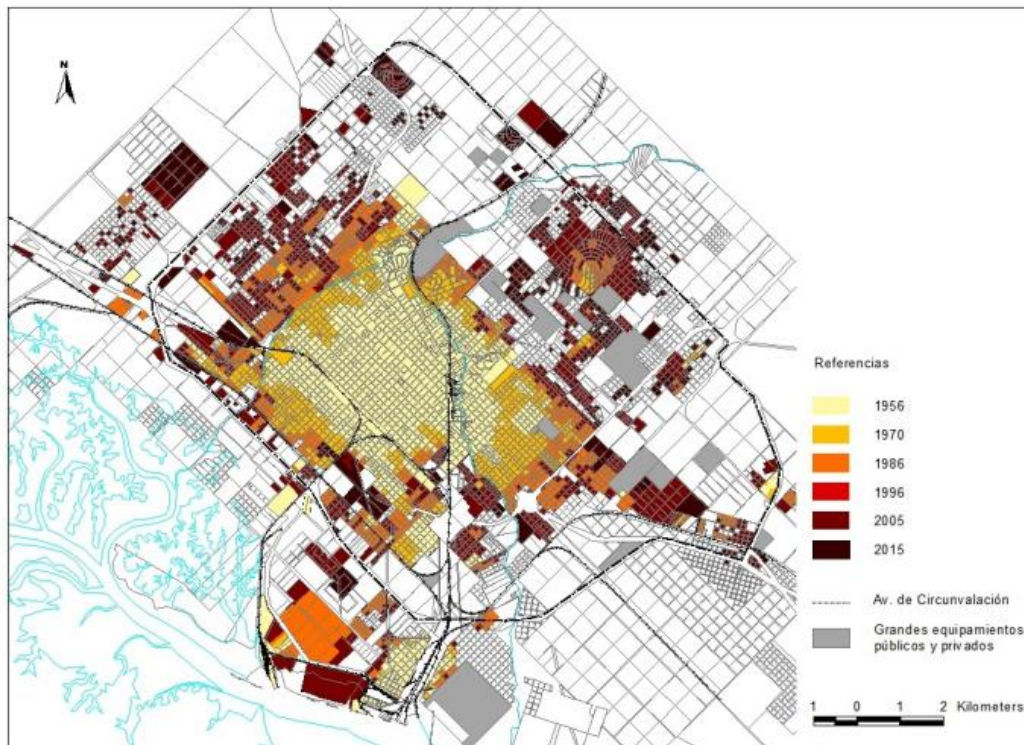 N
Referencias
1956
1970
1986
1996
2005
2015
Av. de Circunvalación
Grandes equipamientos
públicos y privados
1 0 1 2 Kilometers